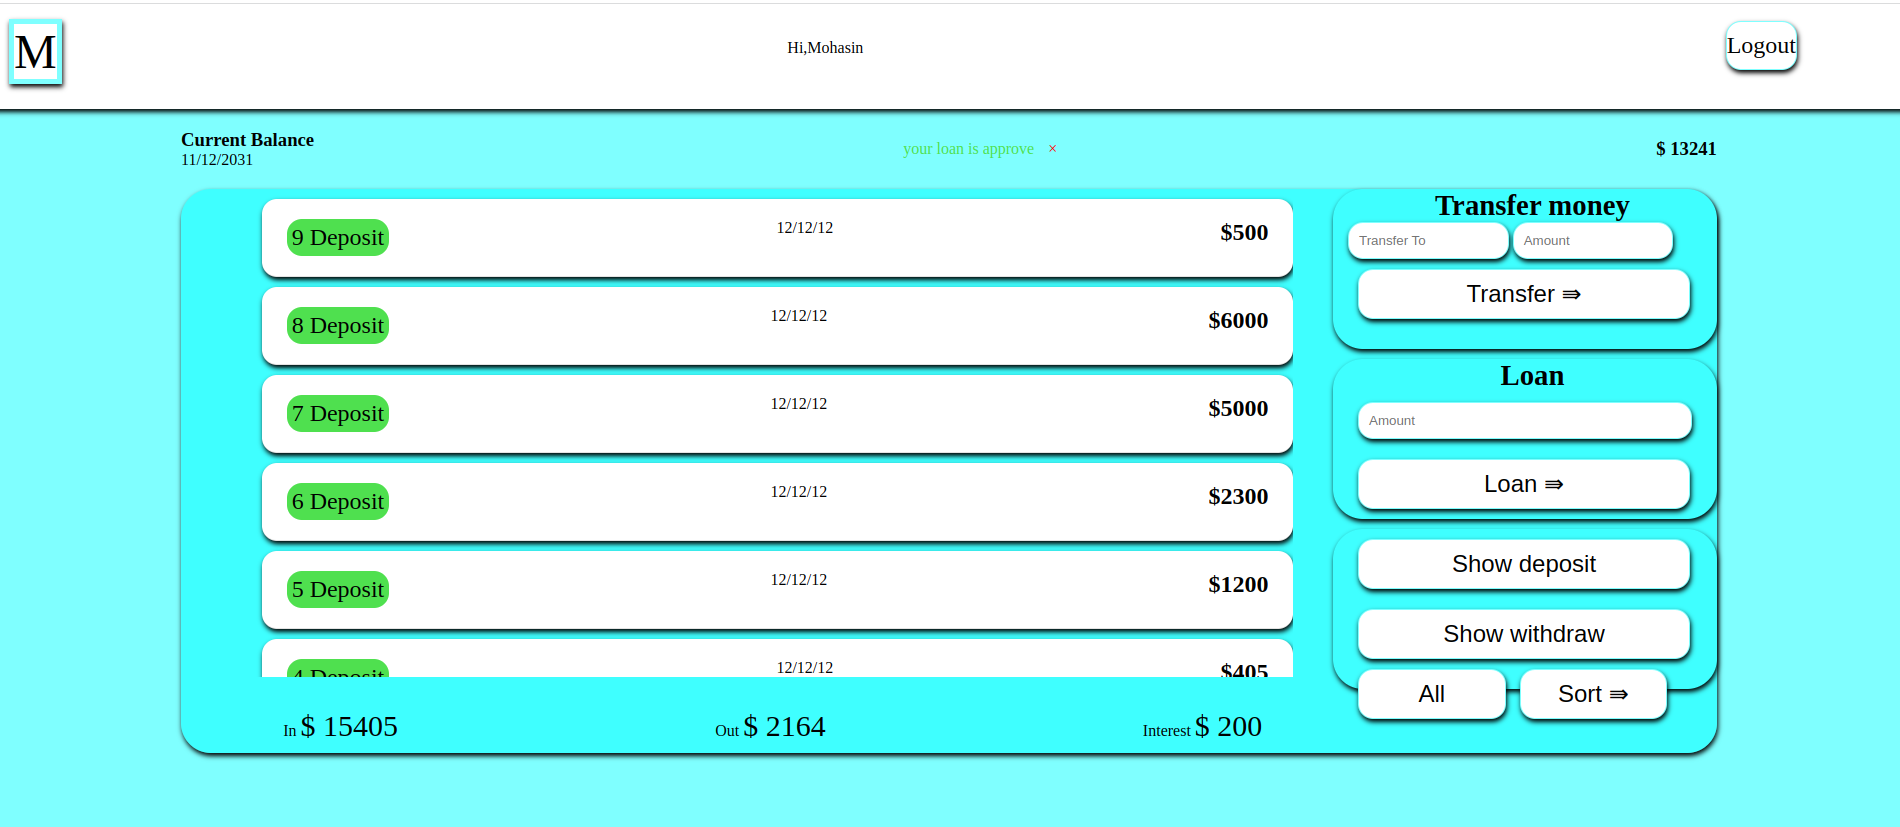 M
Hi,Mohasin
Logout
Current Balance
11/12/2031
your loan is approve ×
$ 13241
9 Deposit 12/12/12 $500
8 Deposit 12/12/12 $6000
7 Deposit 12/12/12 $5000
6 Deposit 12/12/12 $2300
5 Deposit 12/12/12 $1200
4 Deposit 12/12/12 $405
In $ 15405 Out $ 2164 Interest $ 200
Transfer money
Transfer To Amount
Transfer ⇛
Loan
Amount
Loan ⇛
Show deposit
Show withdraw
All Sort ⇛